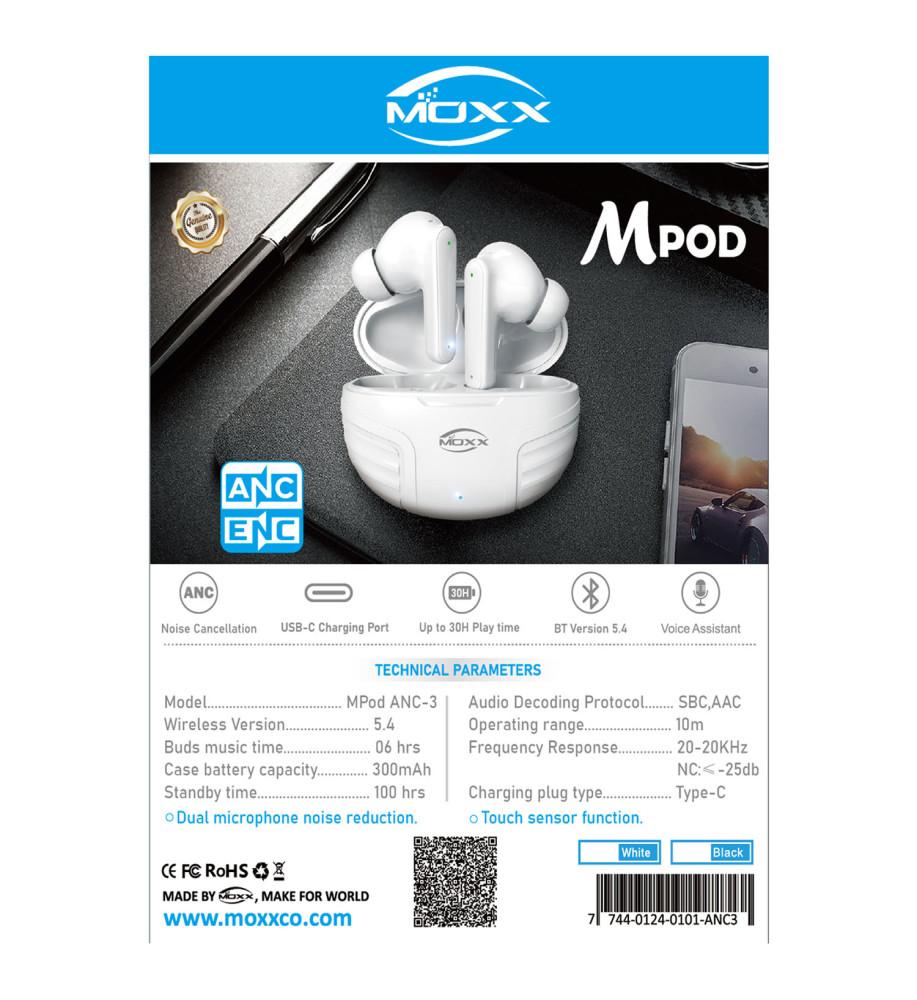 MOXX
The
Genuine
QUALITY
MPOD
MOXX
ANC
ENC
ANC
30H
Noise Cancellation
USB-C Charging Port
Up to 30H Play time
BT Version 5.4
Voice Assistant
TECHNICAL PARAMETERS
Model.................................... MPod ANC-3
Wireless Version...................... 5.4
Buds music time....................... 06 hrs
Case battery capacity............. 300mAh
Standby time.............................. 100 hrs
Dual microphone noise reduction.
Audio Decoding Protocol....... SBC,AAC
Operating range....................... 10m
Frequency Response.............. 20-20KHz
NC:≤-25db
Charging plug type.................. Type-C
Touch sensor function.
White
Black
CE FC RoHS
MADE BY MOXX, MAKE FOR WORLD
www.moxxco.com
7 744-0124-0101-ANC3